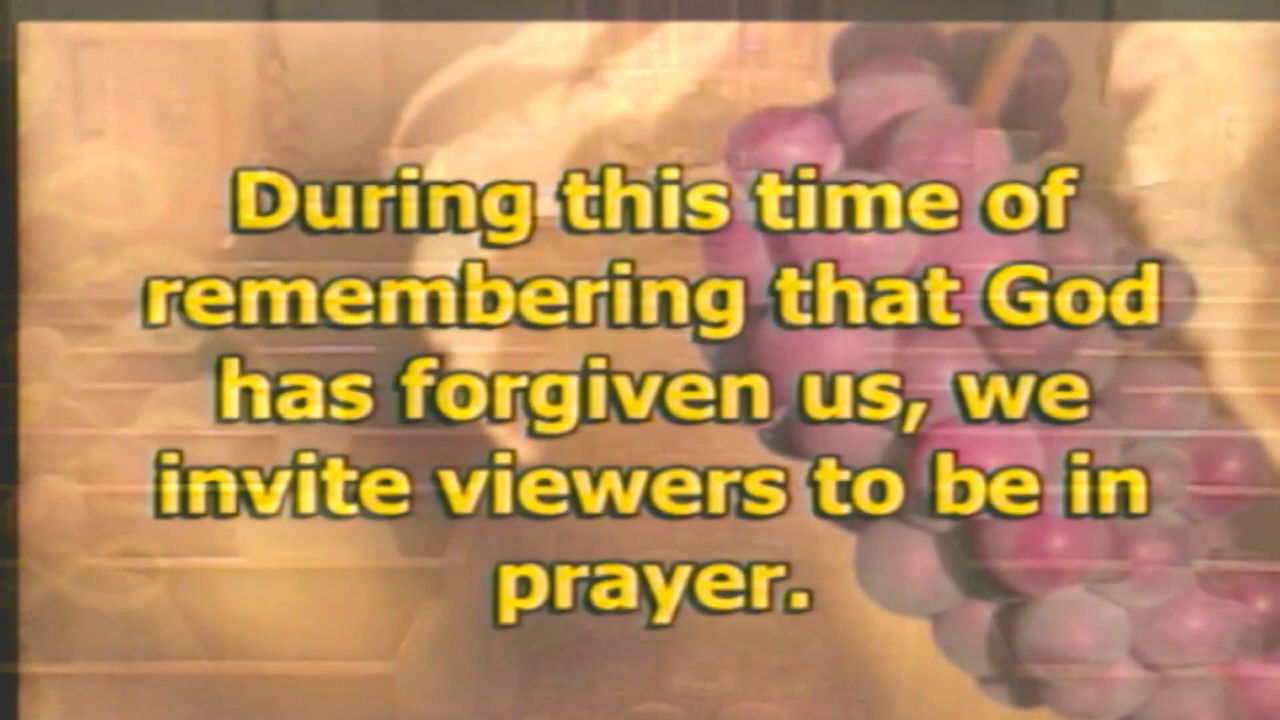 During this time of
remembering that God
has forgiven us, we
invite viewers to be in
prayer.